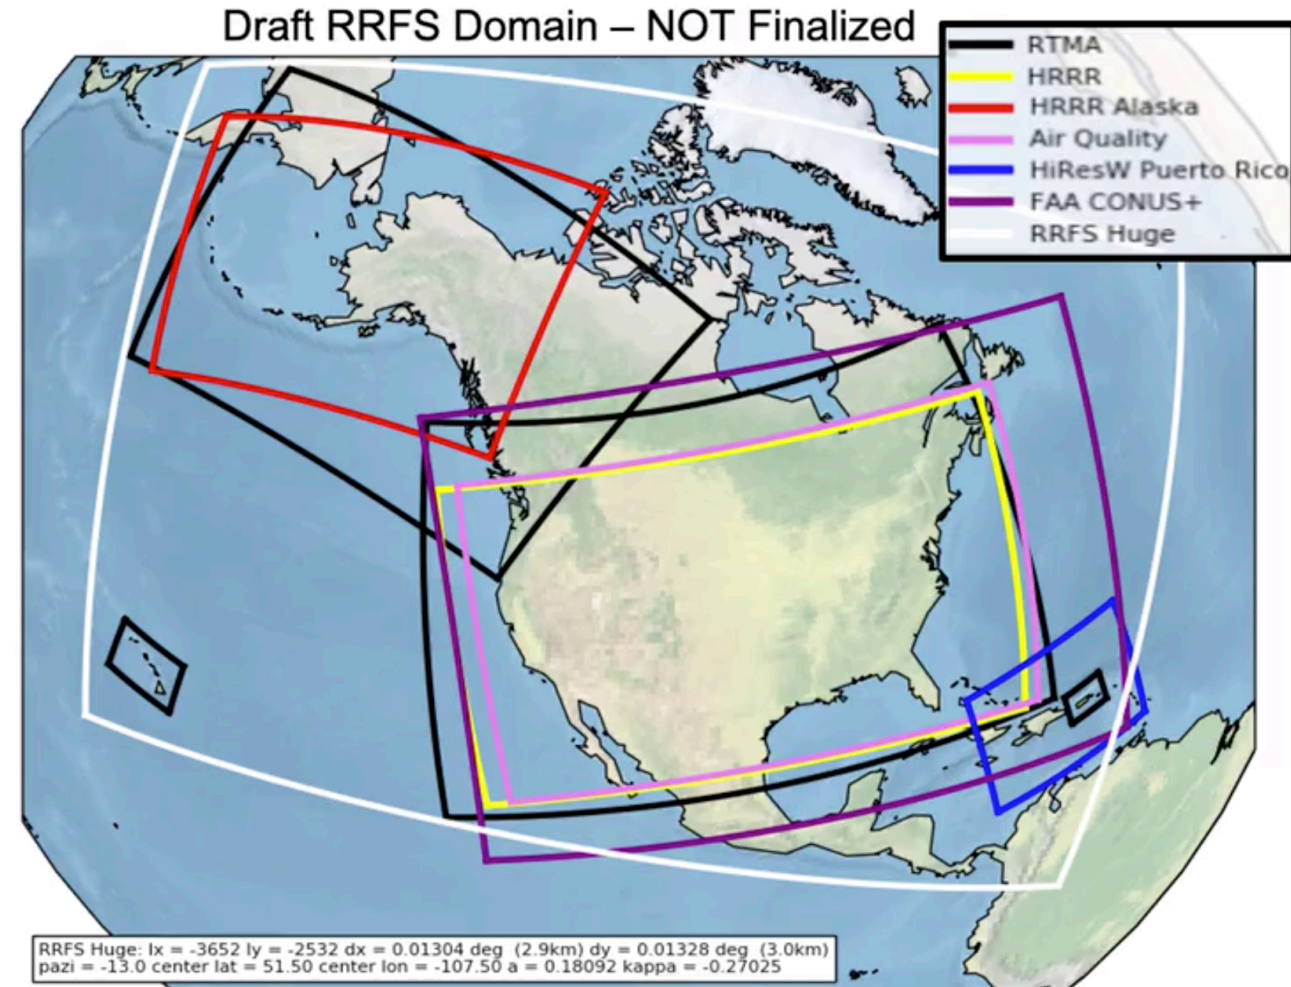 Draft RRFS Domain – NOT Finalized
RTMA
HRRR
HRRR Alaska
Air Quality
HiResW Puerto Rico
FAA CONUS+
RRFS Huge
RRFS Huge: lx = -3652 ly = -2532 dx = 0.01304 deg (2.9km) dy = 0.01328 deg (3.0km)
pazi = -13.0 center lat = 51.50 center lon = -107.50 a = 0.18092 kappa = -0.27025